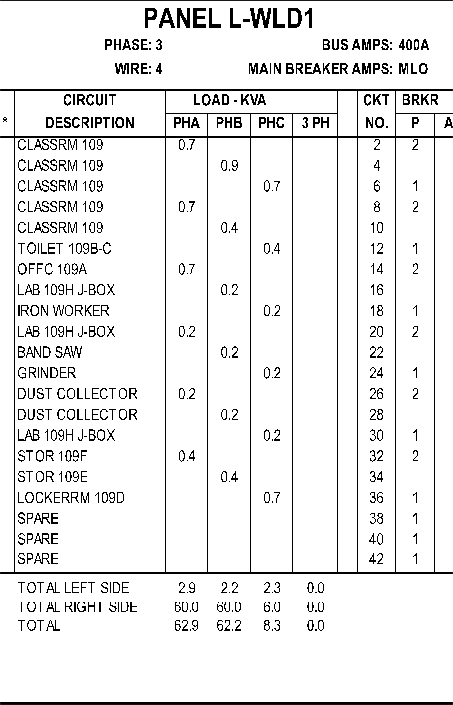 PANEL L-WLD1
PHASE: 3 BUS AMPS: 400A
WIRE: 4 MAIN BREAKER AMPS: MLO
CIRCUIT LOAD - KVA CKT BRKR
* DESCRIPTION PHA PHB PHC 3 PH NO. P A
CLASSRM 109 0.7 2 2
CLASSRM 109 0.9 4
CLASSRM 109 0.7 6 1
CLASSRM 109 0.7 8 2
CLASSRM 109 0.4 10
TOILET 109B-C 0.4 12 1
OFFC 109A 0.7 14 2
LAB 109H J-BOX 0.2 16
IRON WORKER 0.2 18 1
LAB 109H J-BOX 0.2 20 2
BAND SAW 0.2 22
GRINDER 0.2 24 1
DUST COLLECTOR 0.2 26 2
DUST COLLECTOR 0.2 28
LAB 109H J-BOX 0.2 30 1
STOR 109F 0.4 32 2
STOR 109E 0.4 34
LOCKERRM 109D 0.7 36 1
SPARE 38 1
SPARE 40 1
SPARE 42 1
TOTAL LEFT SIDE 2.9 2.2 2.3 0.0
TOTAL RIGHT SIDE 60.0 60.0 6.0 0.0
TOTAL 62.9 62.2 8.3 0.0